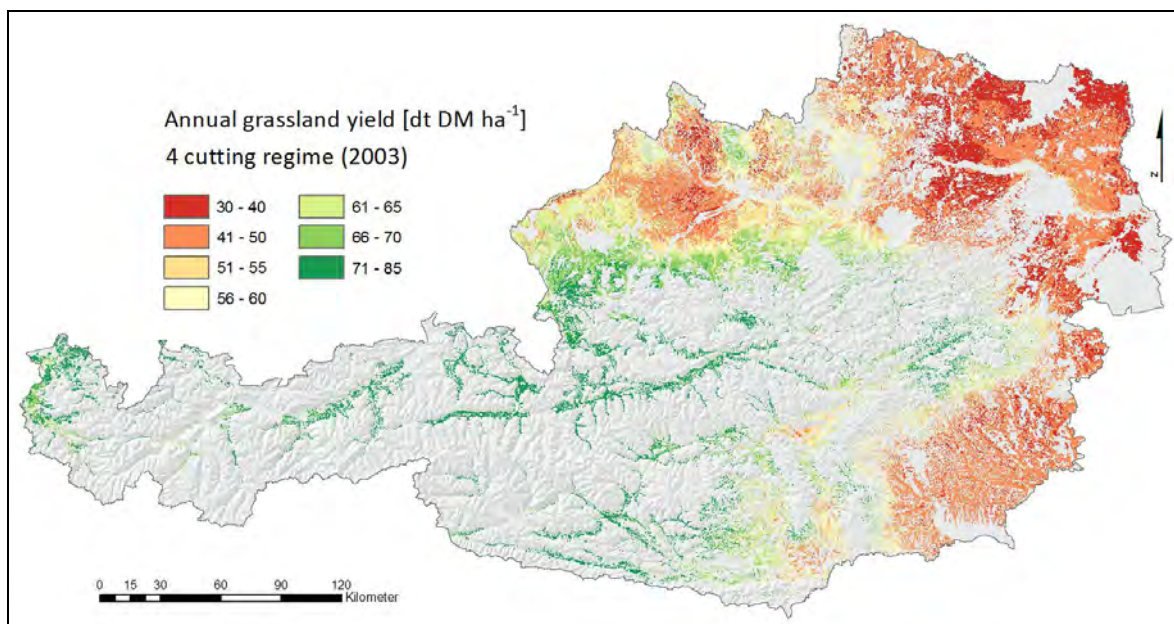 Annual grassland yield [dt DM ha⁻¹]
4 cutting regime (2003)
30 - 40
41 - 50
51 - 55
56 - 60
61 - 65
66 - 70
71 - 85
N
0 15 30 60 90 120
Kilometer